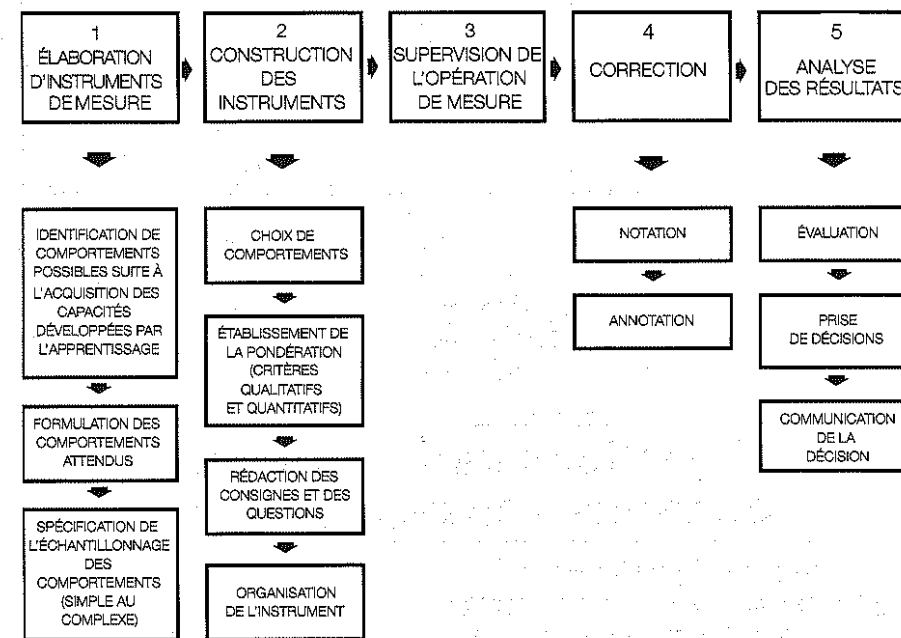 1
ÉLABORATION
D'INSTRUMENTS
DE MESURE
2
CONSTRUCTION
DES
INSTRUMENTS
3
SUPERVISION DE
L'OPÉRATION
DE MESURE
4
CORRECTION
5
ANALYSE
DES RÉSULTATS
IDENTIFICATION DE
COMPORTEMENTS
POSSIBLES SUITE À
L'ACQUISITION DES
CAPACITÉS
DÉVELOPPÉES PAR
L'APPRENTISSAGE
FORMULATION DES
COMPORTEMENTS
ATTENDUS
SPÉCIFICATION DE
L'ÉCHANTILLONNAGE
DES
COMPORTEMENTS
(SIMPLE AU
COMPLEXE)
CHOIX DE
COMPORTEMENTS
ÉTABLISSEMENT DE
LA PONDÉRATION
(CRITÈRES
QUALITATIFS
ET QUANTITATIFS)
RÉDACTION DES
CONSIGNES ET DES
QUESTIONS
ORGANISATION
DE L'INSTRUMENT
NOTATION
ANNOTATION
ÉVALUATION
PRISE
DE DÉCISIONS
COMMUNICATION
DE LA
DÉCISION